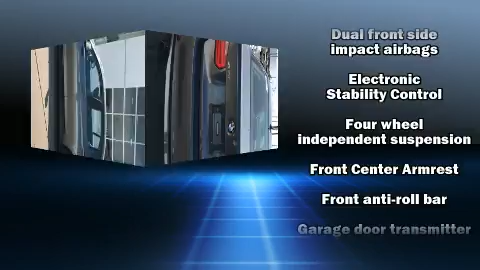 Dual front side
impact airbags
Electronic
Stability Control
Four wheel
independent suspension
Front Center Armrest
Front anti-roll bar
Garage door transmitter